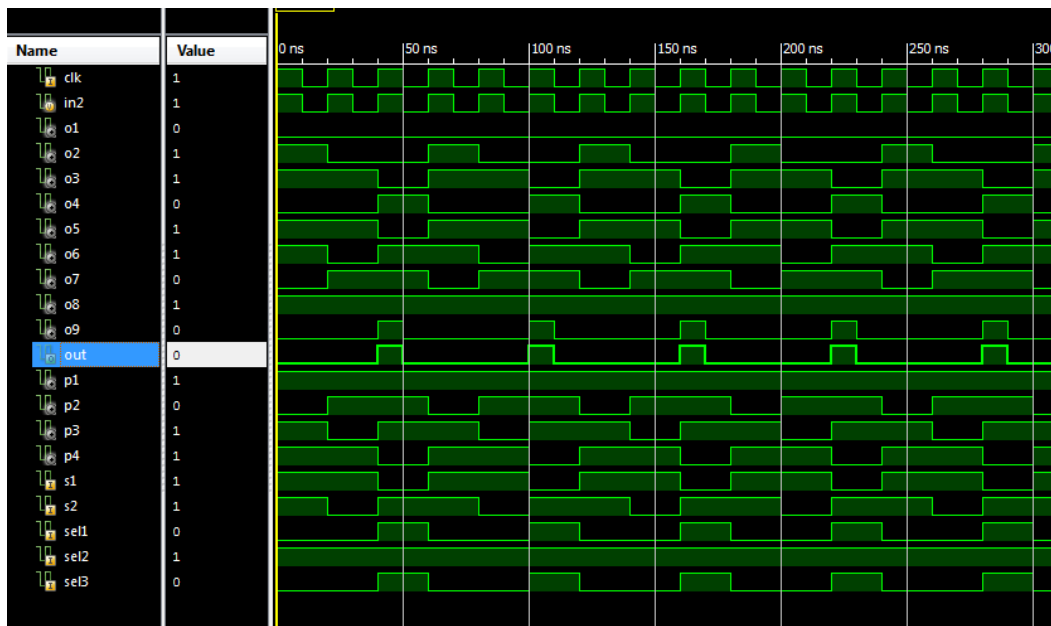 Name Value 0 ns 50 ns 100 ns 150 ns 200 ns 250 ns 30
clk 1
in2 1
o1 0
o2 1
o3 1
o4 0
o5 1
o6 1
o7 0
o8 1
o9 0
out 0
p1 1
p2 0
p3 1
p4 1
s1 1
s2 1
sel1 0
sel2 1
sel3 0